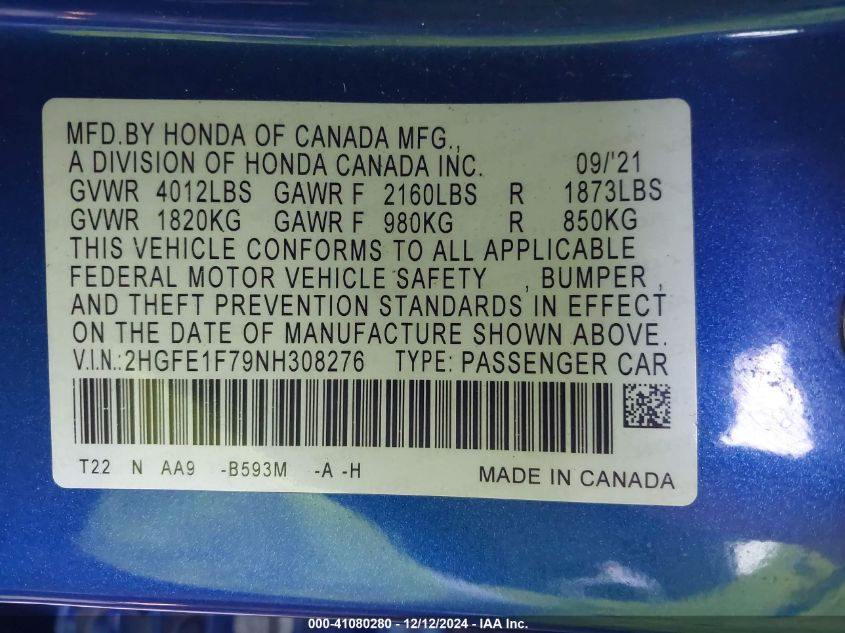 MFD.BY HONDA OF CANADA MFG.,
A DIVISION OF HONDA CANADA INC. 09/'21
GVWR 4012LBS GAWR F 2160LBS R 1873LBS
GVWR 1820KG GAWR F 980KG R 850KG
THIS VEHICLE CONFORMS TO ALL APPLICABLE
FEDERAL MOTOR VEHICLE SAFETY , BUMPER ,
AND THEFT PREVENTION STANDARDS IN EFFECT
ON THE DATE OF MANUFACTURE SHOWN ABOVE.
V.I.N.:2HGFE1F79NH308276 TYPE: PASSENGER CAR
T22 N AA9 -B593M -A -H
MADE IN CANADA
000-41080280 - 12/12/2024 - IAA Inc.